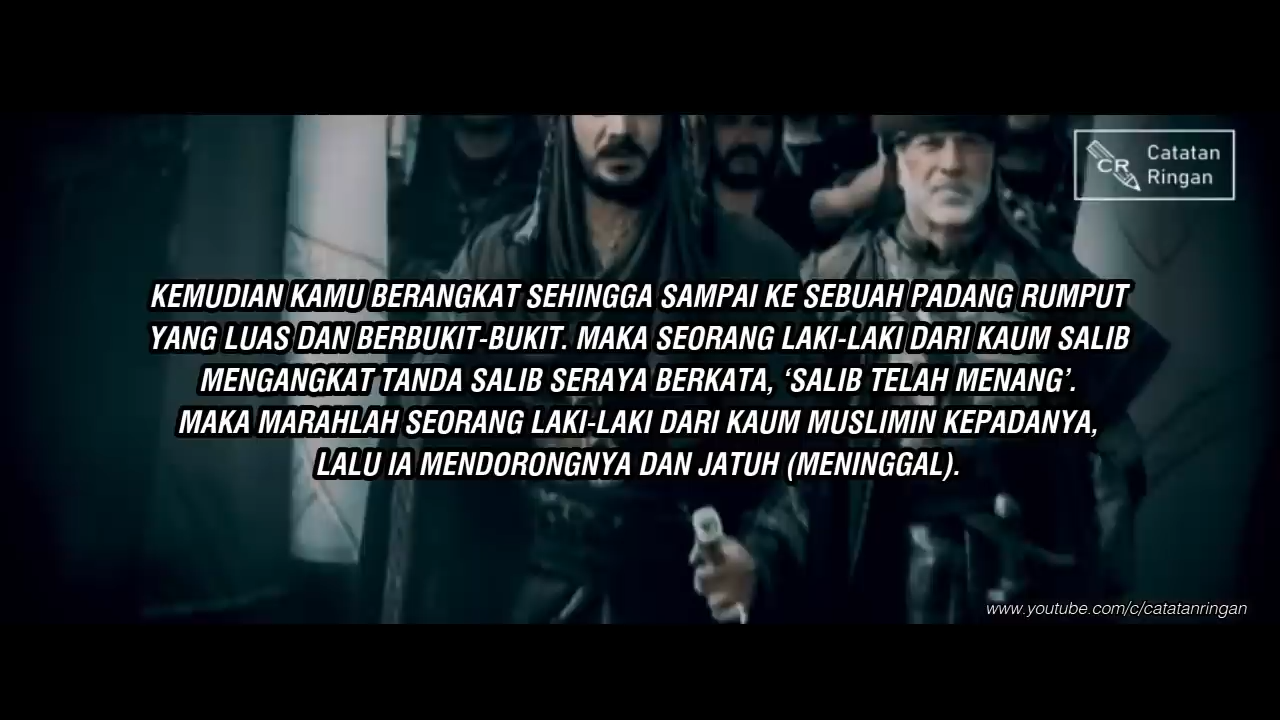 CR
Catatan
Ringan
KEMUDIAN KAMU BERANGKAT SEHINGGA SAMPAI KE SEBUAH PADANG RUMPUT
YANG LUAS DAN BERBUKIT-BUKIT. MAKA SEORANG LAKI-LAKI DARI KAUM SALIB
MENGANGKAT TANDA SALIB SERAYA BERKATA, ‘SALIB TELAH MENANG’.
MAKA MARAHLAH SEORANG LAKI-LAKI DARI KAUM MUSLIMIN KEPADANYA,
LALU IA MENDORONGNYA DAN JATUH (MENINGGAL).
www.youtube.com/c/catatanringan